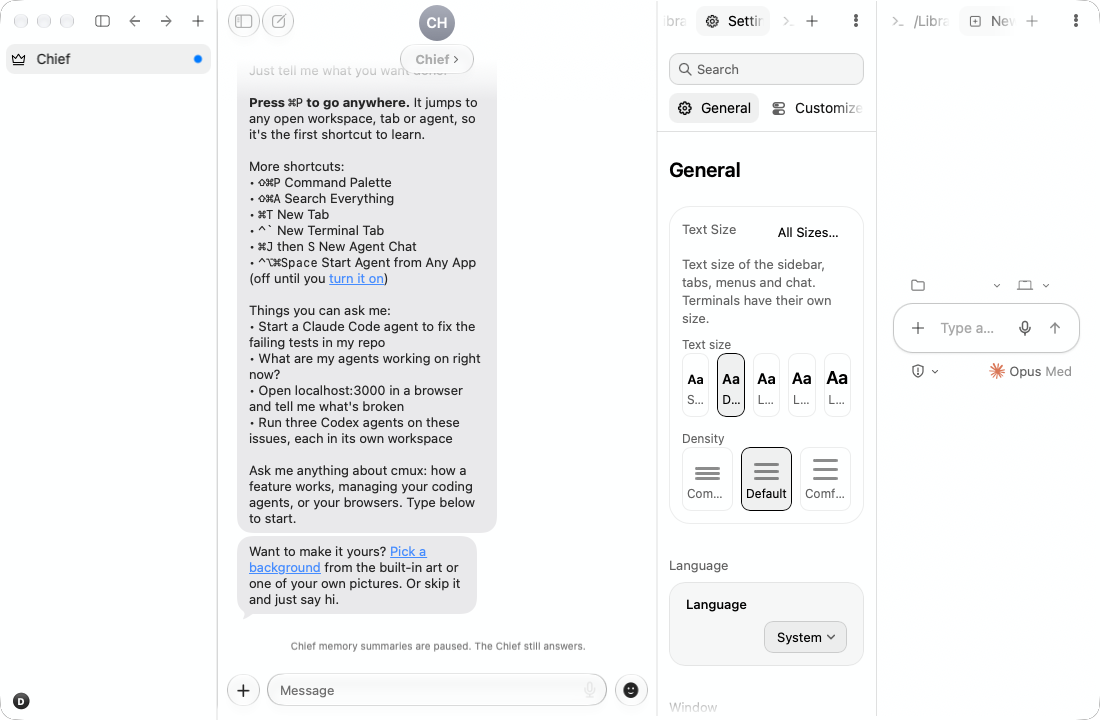 Chief
CH
Chief
Just tell me what you want done.
Press ⌘P to go anywhere. It jumps to
any open workspace, tab or agent, so
it's the first shortcut to learn.
More shortcuts:
• ⇧⌘P Command Palette
• ⇧⌘A Search Everything
• ⌘T New Tab
• ^` New Terminal Tab
• ⌘J then S New Agent Chat
• ^⌥⌘Space Start Agent from Any App
(off until you turn it on)
Things you can ask me:
• Start a Claude Code agent to fix the
failing tests in my repo
• What are my agents working on right
now?
• Open localhost:3000 in a browser
and tell me what's broken
• Run three Codex agents on these
issues, each in its own workspace
Ask me anything about cmux: how a
feature works, managing your coding
agents, or your browsers. Type below
to start.
Want to make it yours? Pick a
background from the built-in art or
one of your own pictures. Or skip it
and just say hi.
Chief memory summaries are paused. The Chief still answers.
Message
D
Settir
Search
General
Customize
General
Text Size
All Sizes...
Text size of the sidebar,
tabs, menus and chat.
Terminals have their own
size.
Text size
Aa Aa Aa Aa Aa
S... D... L... L... L...
Density
Com... Default Comf...
Language
Language
System
Window
/Libra
New
Type a...
Opus Med